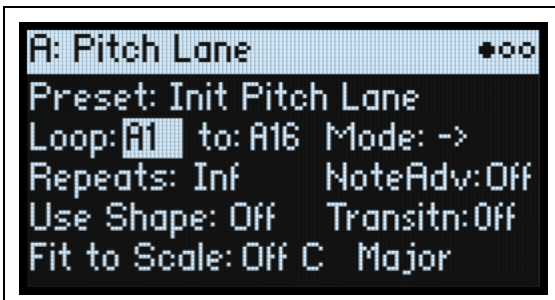 A: Pitch Lane
Preset: Init Pitch Lane
Loop: A1 to: A16 Mode: ->
Repeats: Inf NoteAdv: Off
Use Shape: Off Transitn: Off
Fit to Scale: Off C Major